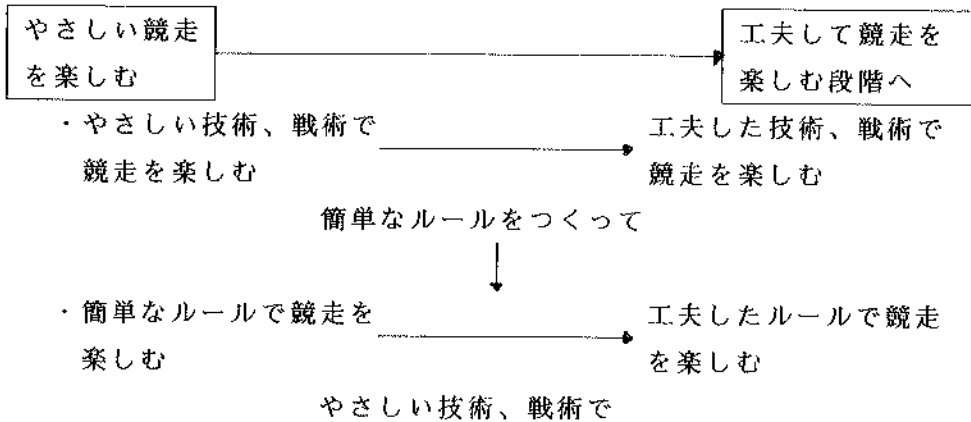 やさしい競走
を楽しむ
工夫して競走を
楽しむ段階へ
・やさしい技術、戦術で
競走を楽しむ
工夫した技術、戦術で
競走を楽しむ
簡単なルールをつくって
・簡単なルールで競走を
楽しむ
工夫したルールで競走
を楽しむ
やさしい技術、戦術で